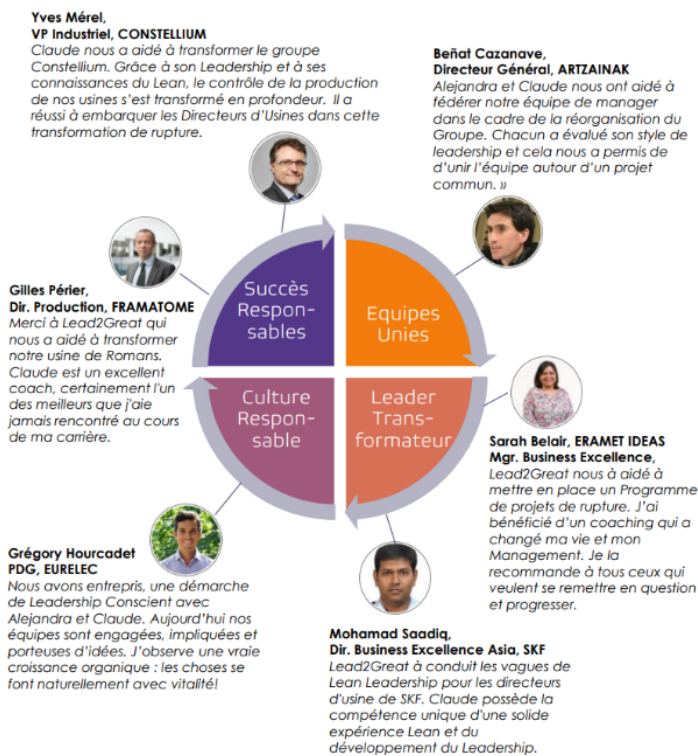 Yves Mérel,
VP Industriel, CONSTELLIUM
Claude nous a aidé à transformer le groupe
Constellium. Grâce à son Leadership et à ses
connaissances du Lean, le contrôle de la production
de nos usines s'est transformé en profondeur.  Il a
réussi à embarquer les Directeurs d'Usines dans cette
transformation de rupture.
Beñat Cazanave,
Directeur Général, ARTZAINAK
Alejandra et Claude nous ont aidé à
fédérer notre équipe de manager
dans le cadre de la réorganisation du
Groupe. Chacun a évalué son style de
leadership et cela nous a permis de
d'unir l'équipe autour d'un projet
commun. »
Gilles Périer,
Dir. Production, FRAMATOME
Merci à Lead2Great qui
nous a aidé à transformer
notre usine de Romans.
Claude est un excellent
coach, certainement l'un
des meilleurs que j'aie
jamais rencontré au cours
de ma carrière.
Succès
Respon-
sables
Equipes
Unies
Culture
Respon-
sable
Leader
Trans-
formateur
Sarah Belair, ERAMET IDEAS
Mgr. Business Excellence,
Lead2Great nous à aidé à
mettre en place un Programme
de projets de rupture. J'ai
bénéficié d'un coaching qui a
changé ma vie et mon
Management. Je la
recommande à tous ceux qui
veulent se remettre en question
et progresser.
Grégory Hourcadet
PDG, EURELEC
Nous avons entrepris, une démarche
de Leadership Conscient avec
Alejandra et Claude. Aujourd'hui nos
équipes sont engagées, impliquées et
porteuses d'idées. J'observe une vraie
croissance organique : les choses se
font naturellement avec vitalité!
Mohamad Saadiq,
Dir. Business Excellence Asia, SKF
Lead2Great à conduit les vagues de
Lean Leadership pour les directeurs
d'usine de SKF. Claude possède la
compétence unique d'une solide
expérience Lean et du
développement du Leadership.